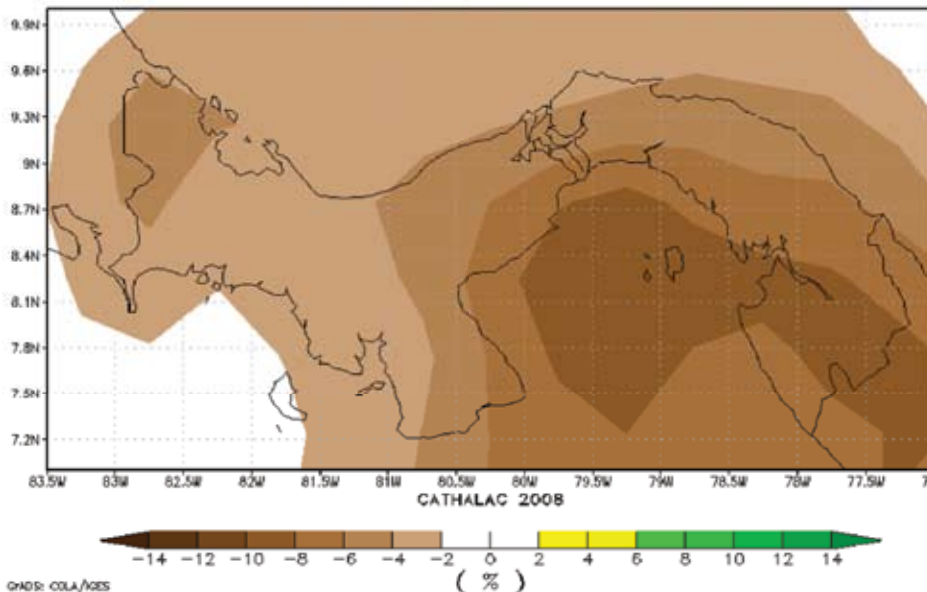 9.9N
9.6N
9.3N
9N
8.7N
8.4N
8.1N
7.8N
7.5N
7.2N
83.5W 83W 82.5W 82W 81.5W 81W 80.5W 80W 79.5W 79W 78.5W 78W 77.5W
CATHALAC 2008
-14 -12 -10 -8 -6 -4 -2 0 2 4 6 8 10 12 14
( % )
GrADS: COLA/IGES